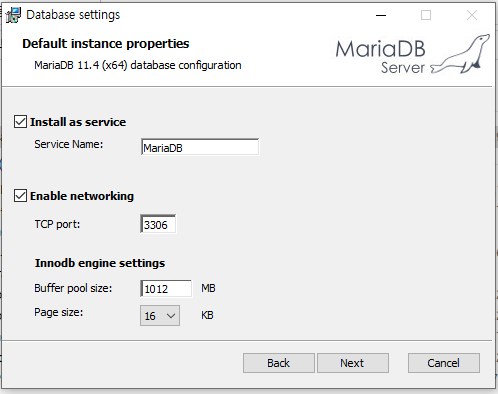 Database settings
Default instance properties
MariaDB 11.4 (x64) database configuration
MariaDB
Server
Install as service
Service Name: MariaDB
Enable networking
TCP port: 3306
Innodb engine settings
Buffer pool size: 1012 MB
Page size: 16 KB
Back Next Cancel